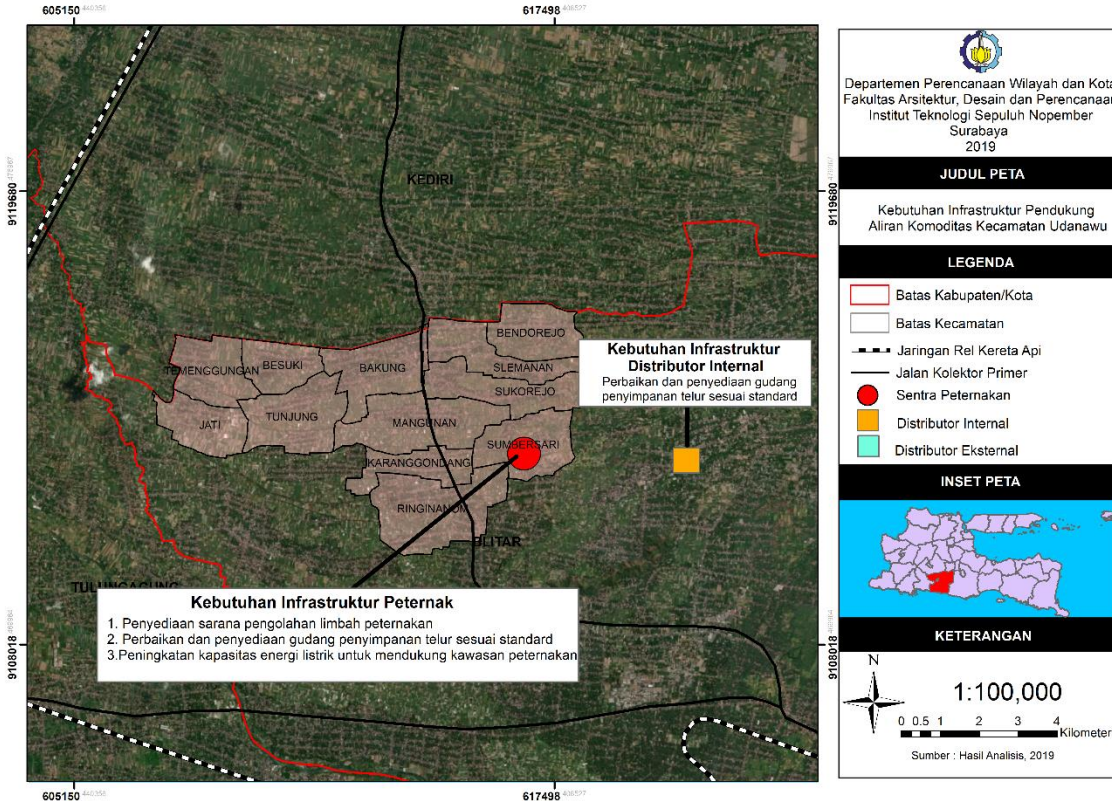 605150
617498
9119680
9119680
KEDIRI
BENDOREJO
TEMENGGUNGAN
BESUKI
BAKUNG
SLEMANAN
SUKOREJO
JATI
TUNJUNG
MANGUNAN
SUMBERSARI
KARANGGONDANG
RINGINANOM
BLITAR
TULUNGAGUNG
Kebutuhan Infrastruktur
Distributor Internal
Perbaikan dan penyediaan gudang
penyimpanan telur sesuai standard
Kebutuhan Infrastruktur Peternak
1. Penyediaan sarana pengolahan limbah peternakan
2. Perbaikan dan penyediaan gudang penyimpanan telur sesuai standard
3.Peningkatan kapasitas energi listrik untuk mendukung kawasan peternakan
9108018
9108018
605150
617498
Departemen Perencanaan Wilayah dan Kota
Fakultas Arsitektur, Desain dan Perencanaan
Institut Teknologi Sepuluh Nopember
Surabaya
2019
JUDUL PETA
Kebutuhan Infrastruktur Pendukung
Aliran Komoditas Kecamatan Udanawu
LEGENDA
Batas Kabupaten/Kota
Batas Kecamatan
Jaringan Rel Kereta Api
Jalan Kolektor Primer
Sentra Peternakan
Distributor Internal
Distributor Eksternal
INSET PETA
KETERANGAN
N
1:100,000
0 0.5 1 2 3 4
Kilometer
Sumber : Hasil Analisis, 2019